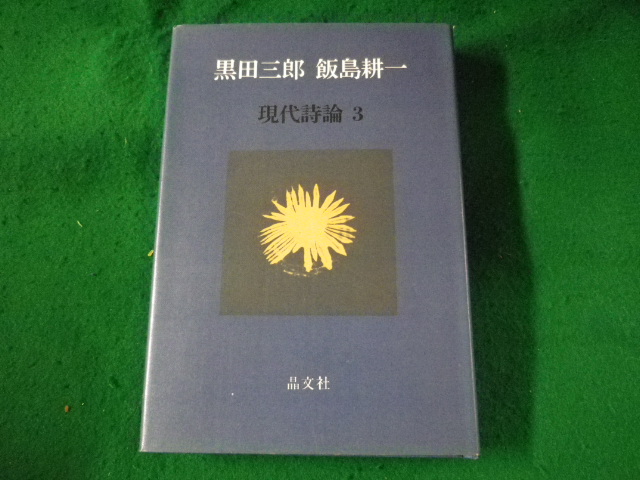 黒田三郎 飯島耕一
現代詩論 3
晶文社